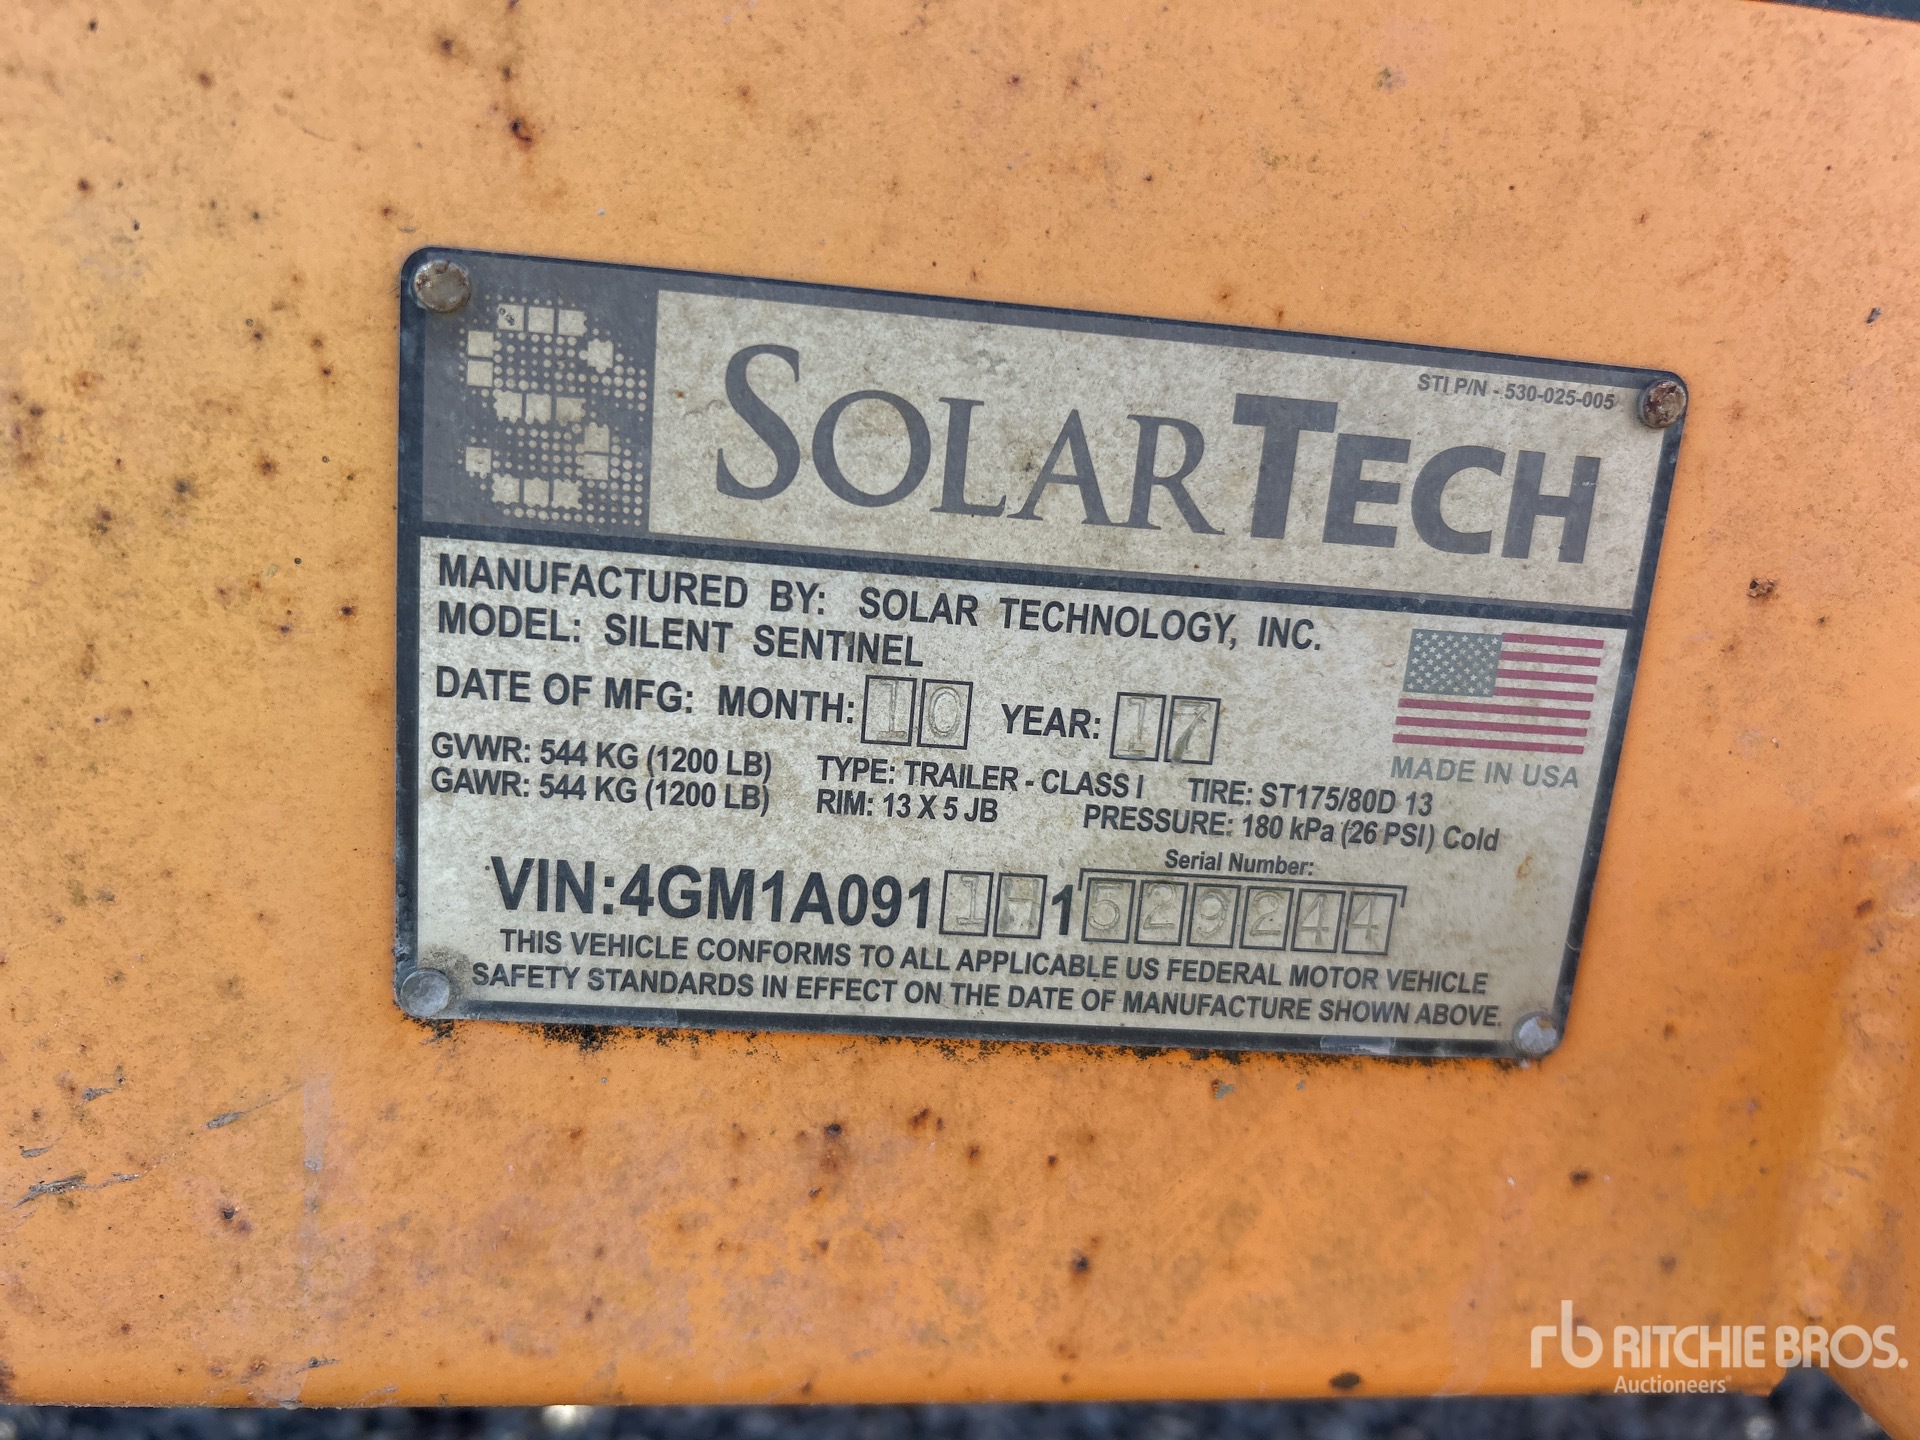 STI P/N - 530-025-005
SOLARTECH
MANUFACTURED BY: SOLAR TECHNOLOGY, INC.
MODEL: SILENT SENTINEL
DATE OF MFG: MONTH: 10 YEAR: 17
GVWR: 544 KG (1200 LB) TYPE: TRAILER - CLASS I TIRE: ST175/80D 13
GAWR: 544 KG (1200 LB) RIM: 13 X 5 JB PRESSURE: 180 kPa (26 PSI) Cold
MADE IN USA
Serial Number:
VIN:4GM1A0911H1529244
THIS VEHICLE CONFORMS TO ALL APPLICABLE US FEDERAL MOTOR VEHICLE
SAFETY STANDARDS IN EFFECT ON THE DATE OF MANUFACTURE SHOWN ABOVE.
rb RITCHIE BROS.
Auctioneers